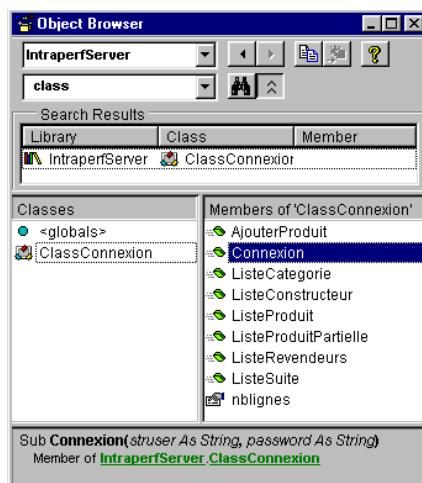 Object Browser
IntraperfServer
class
Search Results
Library Class Member
IntraperfServer ClassConnexion
Classes
Members of 'ClassConnexion'
<globals>
ClassConnexion
AjouterProduit
Connexion
ListeCategorie
ListeConstructeur
ListeProduit
ListeProduitPartielle
ListeRevendeurs
ListeSuite
nblignes
Sub Connexion(struser As String, password As String)
Member of IntraperfServer.ClassConnexion